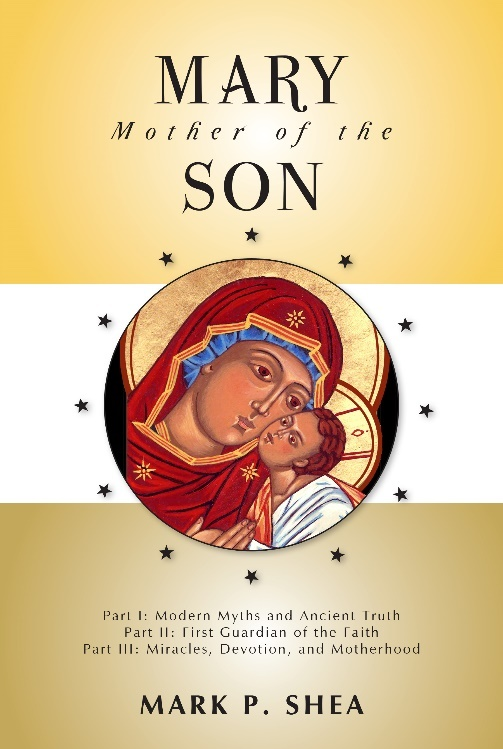 MARY
Mother of the
SON
Part I: Modern Myths and Ancient Truth
Part II: First Guardian of the Faith
Part III: Miracles, Devotion, and Motherhood
MARK P. SHEA